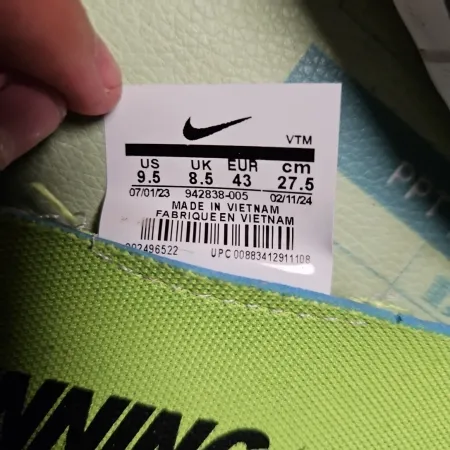 VTM
US UK EUR cm
9.5 8.5 43 27.5
07/01/23 942838-005 02/11/24
MADE IN VIETNAM
FABRIQUE EN VIETNAM
UPC 00883412911108
NNING